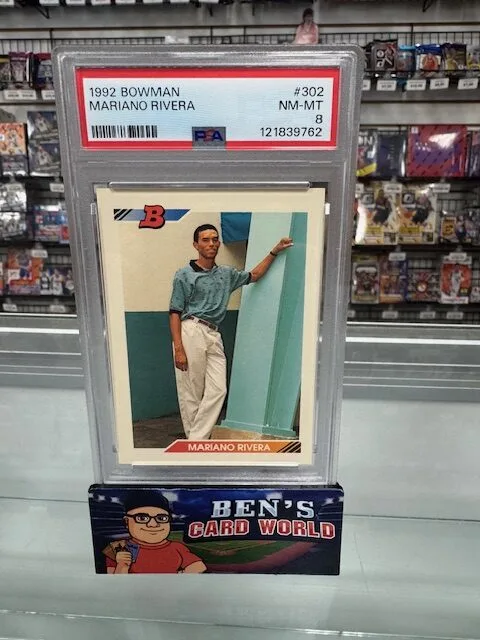 1992 BOWMAN #302
MARIANO RIVERA NM-MT
8
PSA 121839762
B
MARIANO RIVERA
BEN'S
CARD WORLD